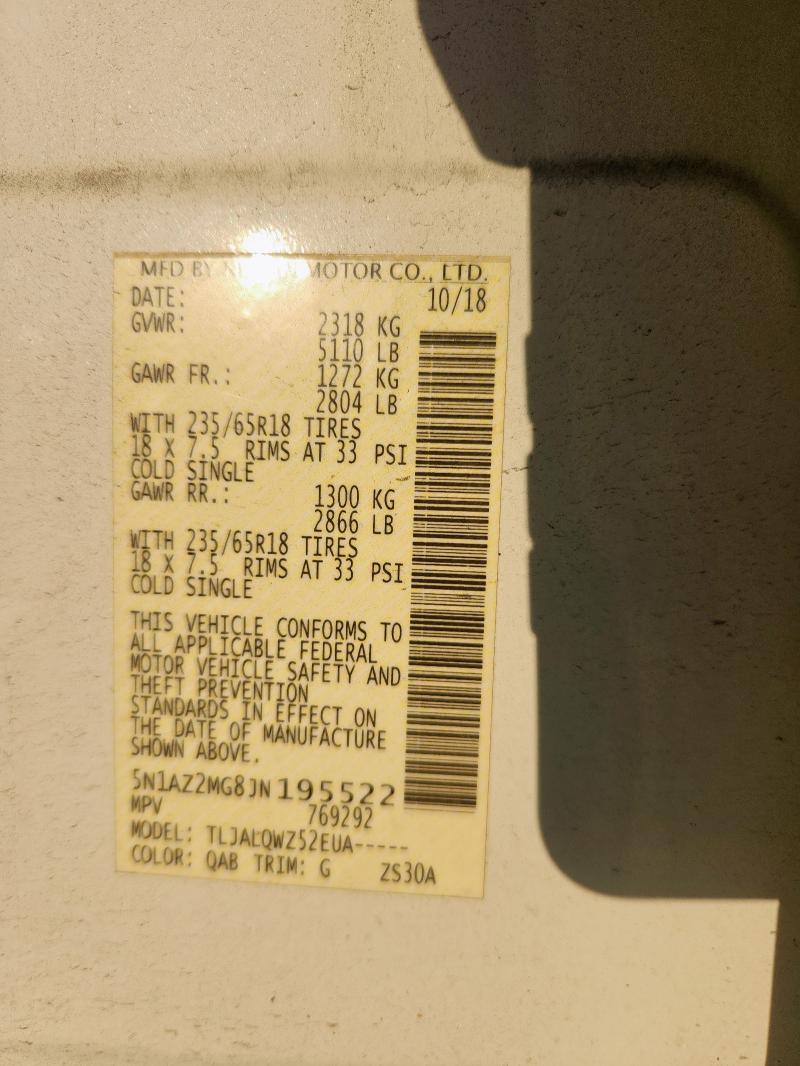 MFD BY MOTOR CO., LTD.
DATE: 10/18
GVWR: 2318 KG
5110 LB
GAWR FR.: 1272 KG
2804 LB
WITH 235/65R18 TIRES
18 X 7.5 RIMS AT 33 PSI
COLD SINGLE
GAWR RR.: 1300 KG
2866 LB
WITH 235/65R18 TIRES
18 X 7.5 RIMS AT 33 PSI
COLD SINGLE
THIS VEHICLE CONFORMS TO
ALL APPLICABLE FEDERAL
MOTOR VEHICLE SAFETY AND
THEFT PREVENTION
STANDARDS IN EFFECT ON
THE DATE OF MANUFACTURE
SHOWN ABOVE.
5N1AZ2MG8JN195522
MPV 769292
MODEL: TLJALQWZ52EUA-----
COLOR: QAB TRIM: G ZS30A